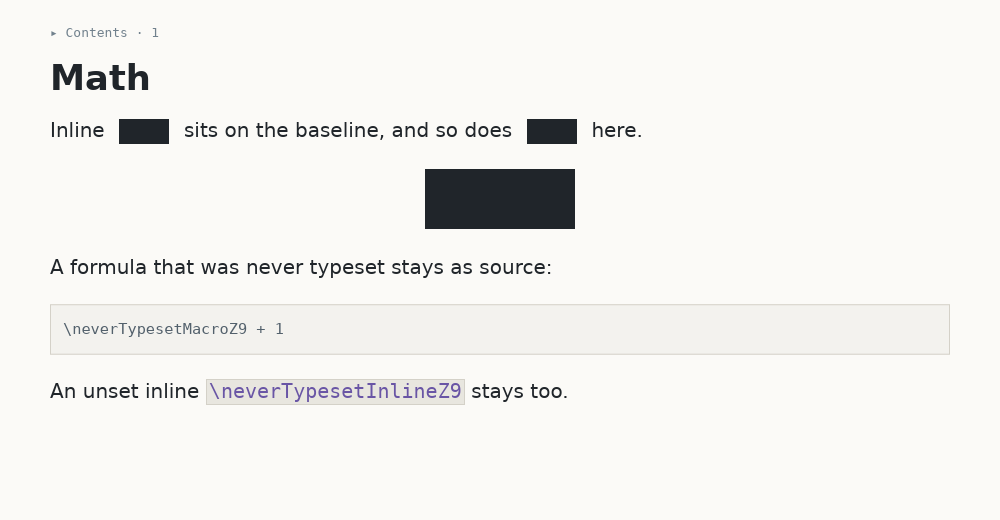 ▸ Contents · 1
Math
Inline sits on the baseline, and so does here.
A formula that was never typeset stays as source:
\neverTypesetMacroZ9 + 1
An unset inline \neverTypesetInlineZ9 stays too.